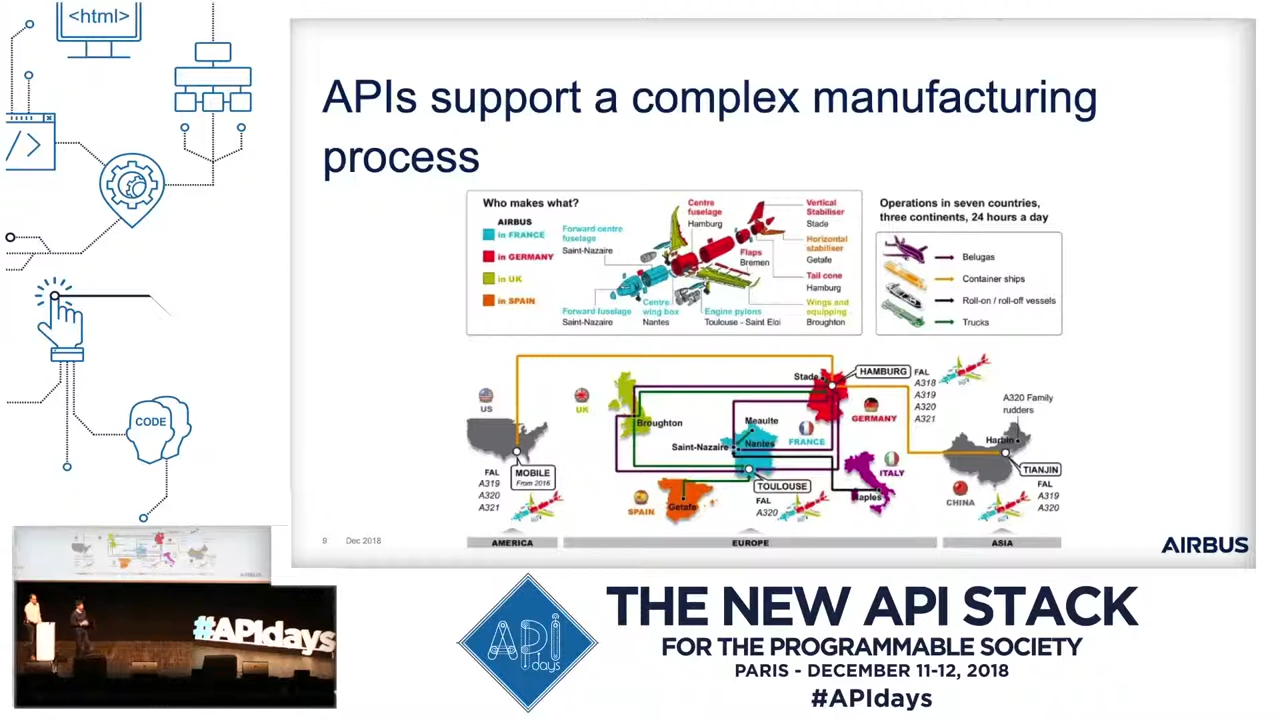 <html>
</>
CODE
APIs support a complex manufacturing
process
Who makes what?
AIRBUS
in FRANCE
in GERMANY
in UK
in SPAIN
Forward centre
fuselage
Saint-Nazaire
Centre
fuselage
Hamburg
Vertical
Stabiliser
Stade
Horizontal
stabiliser
Getafe
Flaps
Bremen
Tail cone
Hamburg
Forward fuselage
Saint-Nazaire
Centre
wing box
Nantes
Engine pylons
Toulouse - Saint Eloi
Wings and
equipping
Broughton
Operations in seven countries,
three continents, 24 hours a day
Belugas
Container ships
Roll-on / roll-off vessels
Trucks
US
MOBILE
From 2016
FAL
A319
A320
A321
UK
Broughton
Stade
HAMBURG
FAL
A318
A319
A320
A321
GERMANY
Meaulte
Saint-Nazaire
Nantes
FRANCE
TOULOUSE
FAL
A320
SPAIN
Getafe
ITALY
Naples
A320 Family
rudders
Harbin
TIANJIN
FAL
A319
A320
CHINA
AMERICA
EUROPE
ASIA
9 Dec 2018
AIRBUS
AIRBUS
#APIdays
API
days
THE NEW API STACK
FOR THE PROGRAMMABLE SOCIETY
PARIS - DECEMBER 11-12, 2018
#APIdays